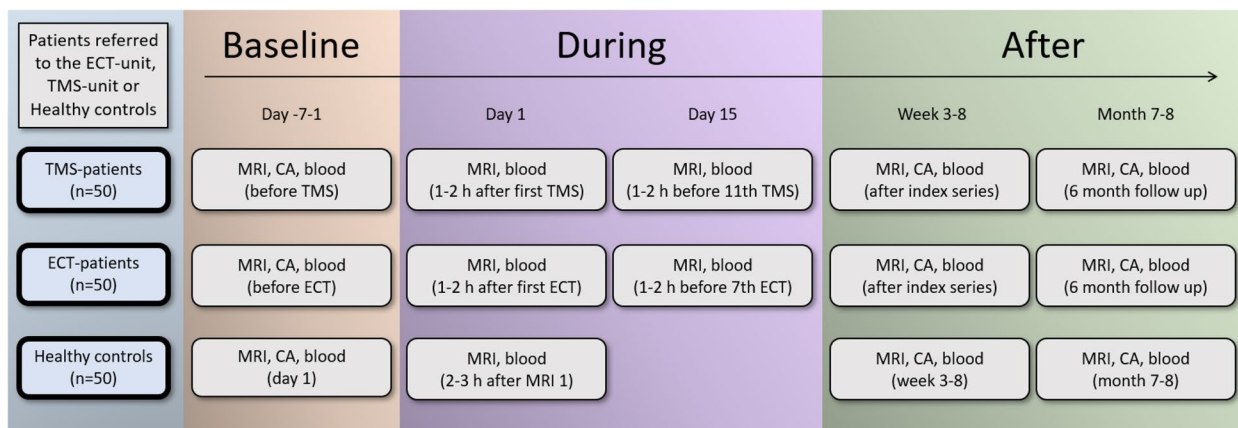 Patients referred
to the ECT-unit,
TMS-unit or
Healthy controls
Baseline
During
After
Day -7-1
Day 1
Day 15
Week 3-8
Month 7-8
TMS-patients
(n=50)
MRI, CA, blood
(before TMS)
MRI, blood
(1-2 h after first TMS)
MRI, blood
(1-2 h before 11th TMS)
MRI, CA, blood
(after index series)
MRI, CA, blood
(6 month follow up)
ECT-patients
(n=50)
MRI, CA, blood
(before ECT)
MRI, blood
(1-2 h after first ECT)
MRI, blood
(1-2 h before 7th ECT)
MRI, CA, blood
(after index series)
MRI, CA, blood
(6 month follow up)
Healthy controls
(n=50)
MRI, CA, blood
(day 1)
MRI, blood
(2-3 h after MRI 1)
MRI, CA, blood
(week 3-8)
MRI, CA, blood
(month 7-8)